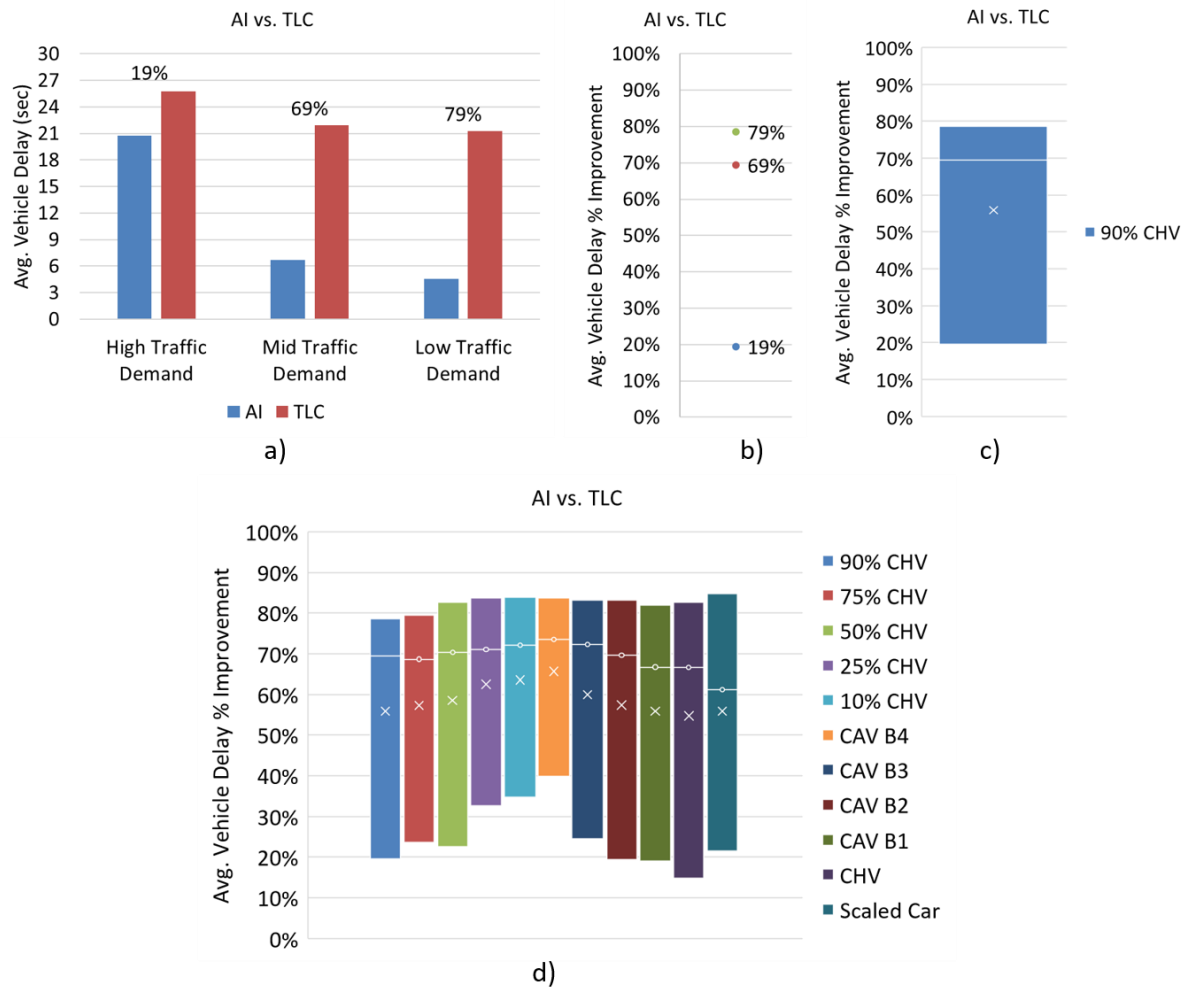 AI vs. TLC
30
27
24
21
18
15
12
9
6
3
0
Avg. Vehicle Delay (sec)
19%
69%
79%
High Traffic
Demand
Mid Traffic
Demand
Low Traffic
Demand
AI
TLC
a)
AI vs. TLC
100%
90%
80%
70%
60%
50%
40%
30%
20%
10%
0%
Avg. Vehicle Delay % Improvement
79%
69%
19%
b)
AI vs. TLC
100%
90%
80%
70%
60%
50%
40%
30%
20%
10%
0%
Avg. Vehicle Delay % Improvement
90% CHV
c)
AI vs. TLC
100%
90%
80%
70%
60%
50%
40%
30%
20%
10%
0%
Avg. Vehicle Delay % Improvement
90% CHV
75% CHV
50% CHV
25% CHV
10% CHV
CAV B4
CAV B3
CAV B2
CAV B1
CHV
Scaled Car
d)